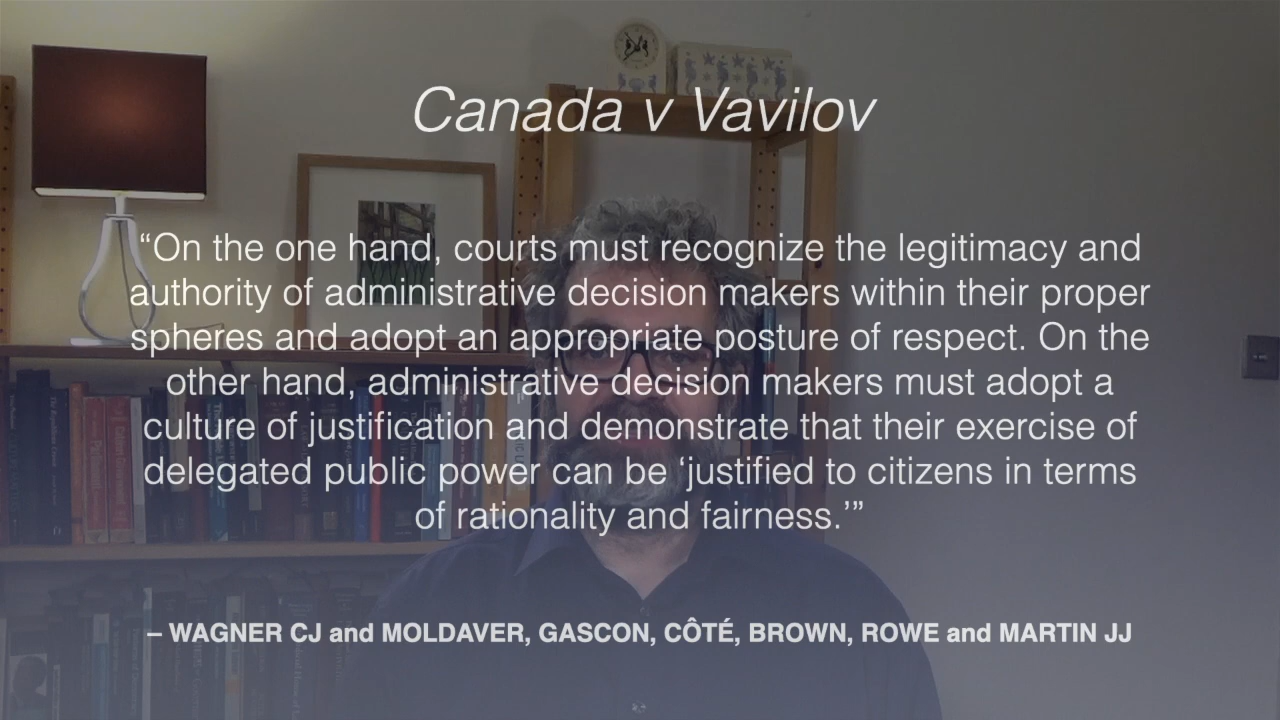 Canada v Vavilov
“On the one hand, courts must recognize the legitimacy and
authority of administrative decision makers within their proper
spheres and adopt an appropriate posture of respect. On the
other hand, administrative decision makers must adopt a
culture of justification and demonstrate that their exercise of
delegated public power can be ‘justified to citizens in terms
of rationality and fairness.’”
– WAGNER CJ and MOLDAVER, GASCON, CÔTÉ, BROWN, ROWE and MARTIN JJ